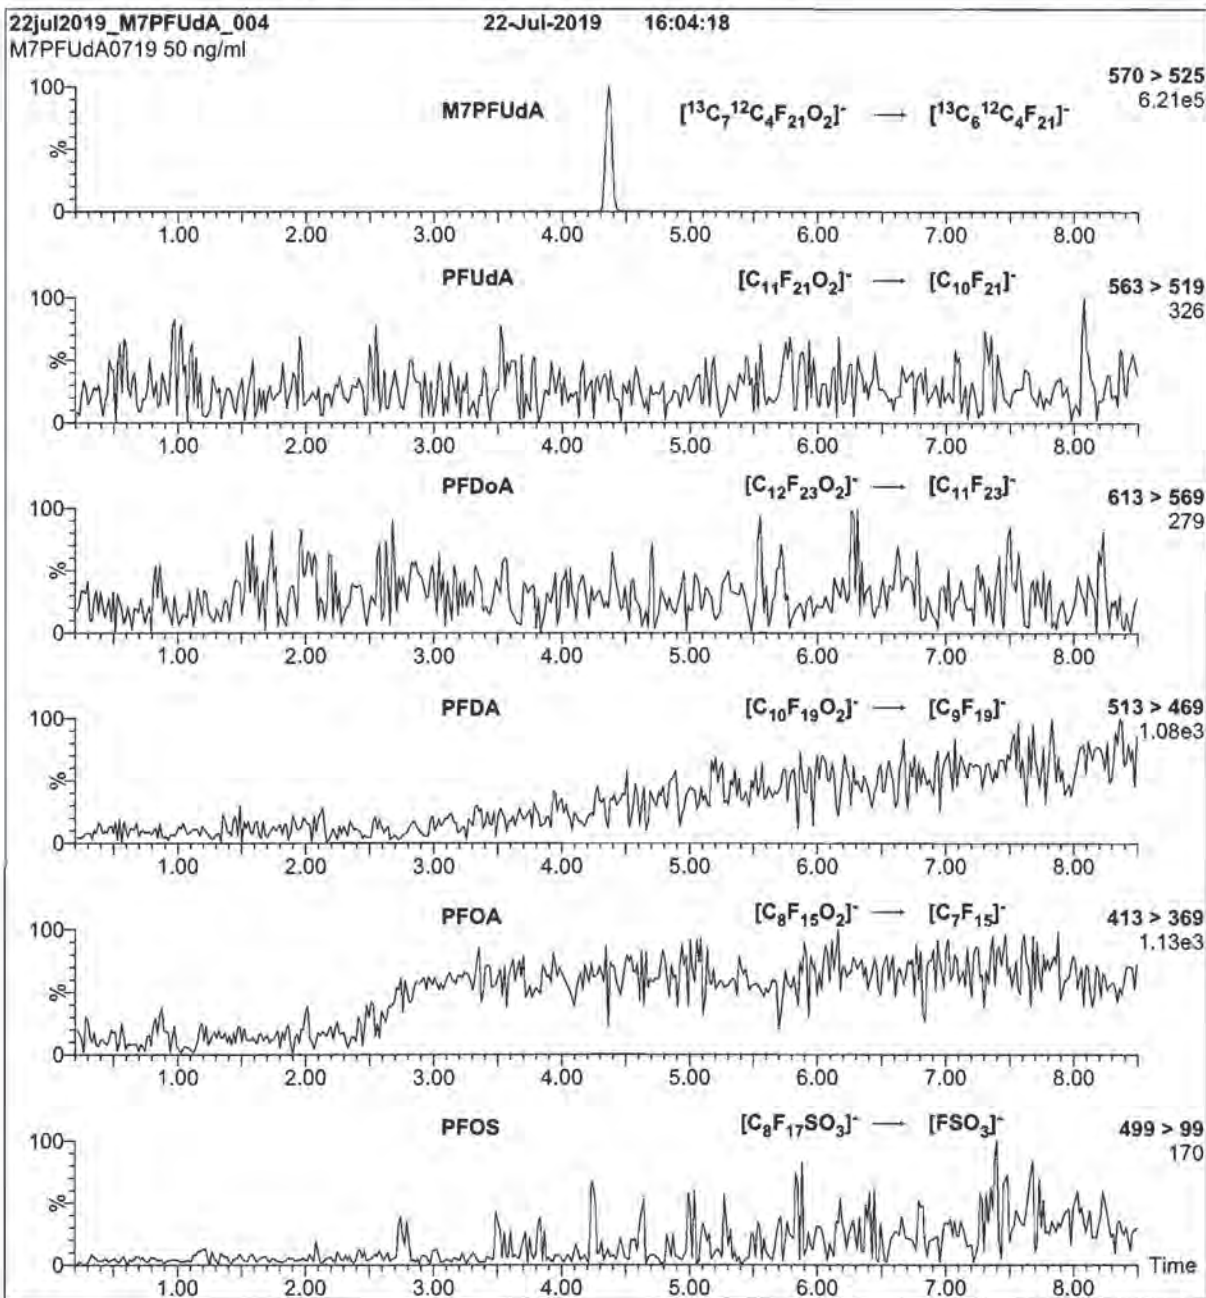 22jul2019_M7PFUdA_004 22-Jul-2019 16:04:18
M7PFUdA0719 50 ng/ml
570 > 525
6.21e5
M7PFUdA [¹³C₇¹²C₄F₂₁O₂]⁻ → [¹³C₆¹²C₄F₂₁]⁻
100
%
0
1.00 2.00 3.00 4.00 5.00 6.00 7.00 8.00
PFUdA [C₁₁F₂₁O₂]⁻ → [C₁₀F₂₁]⁻ 563 > 519
326
100
%
0
1.00 2.00 3.00 4.00 5.00 6.00 7.00 8.00
PFDoA [C₁₂F₂₃O₂]⁻ → [C₁₁F₂₃]⁻ 613 > 569
279
100
%
0
1.00 2.00 3.00 4.00 5.00 6.00 7.00 8.00
PFDA [C₁₀F₁₉O₂]⁻ → [C₉F₁₉]⁻ 513 > 469
1.08e3
100
%
0
1.00 2.00 3.00 4.00 5.00 6.00 7.00 8.00
PFOA [C₈F₁₅O₂]⁻ → [C₇F₁₅]⁻ 413 > 369
1.13e3
100
%
0
1.00 2.00 3.00 4.00 5.00 6.00 7.00 8.00
PFOS [C₈F₁₇SO₃]⁻ → [FSO₃]⁻ 499 > 99
170
100
%
0
Time
1.00 2.00 3.00 4.00 5.00 6.00 7.00 8.00